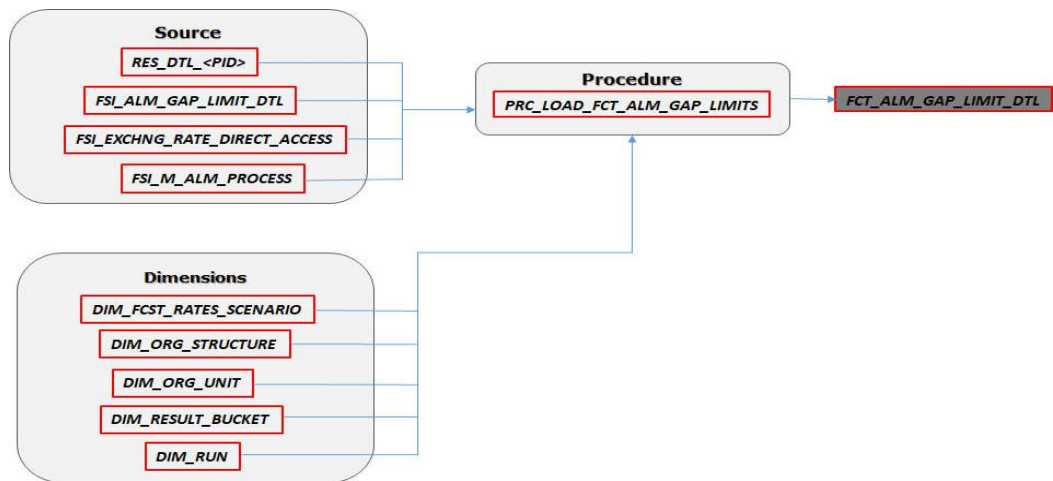 Source
RES_DTL_<PID>
FSI_ALM_GAP_LIMIT_DTL
FSI_EXCHNG_RATE_DIRECT_ACCESS
FSI_M_ALM_PROCESS
Procedure
PRC_LOAD_FCT_ALM_GAP_LIMITS
FCT_ALM_GAP_LIMIT_DTL
Dimensions
DIM_FCST_RATES_SCENARIO
DIM_ORG_STRUCTURE
DIM_ORG_UNIT
DIM_RESULT_BUCKET
DIM_RUN